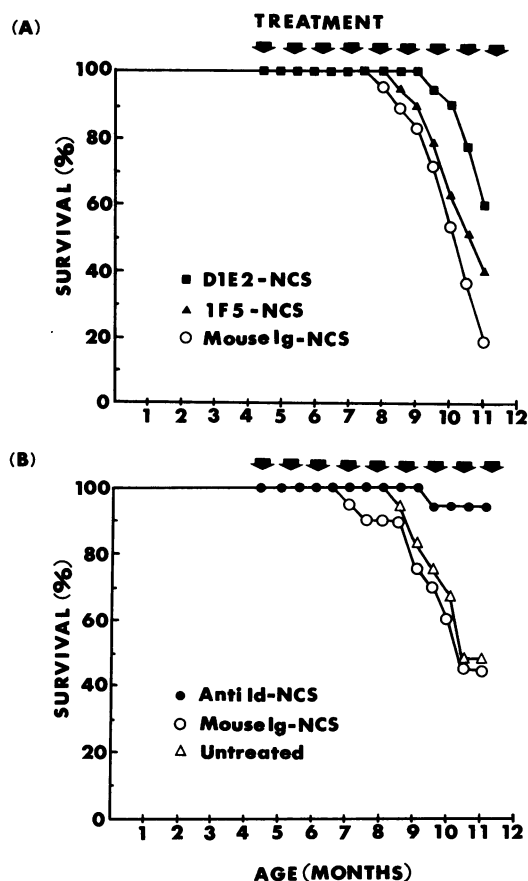 (A)
TREATMENT
100
80
60
40
20
0
SURVIVAL (%)
D1E2-NCS
1F5-NCS
Mouse Ig-NCS
1 2 3 4 5 6 7 8 9 10 11 12
(B)
100
80
60
40
20
0
SURVIVAL (%)
Anti Id-NCS
Mouse Ig-NCS
Untreated
1 2 3 4 5 6 7 8 9 10 11 12
AGE (MONTHS)